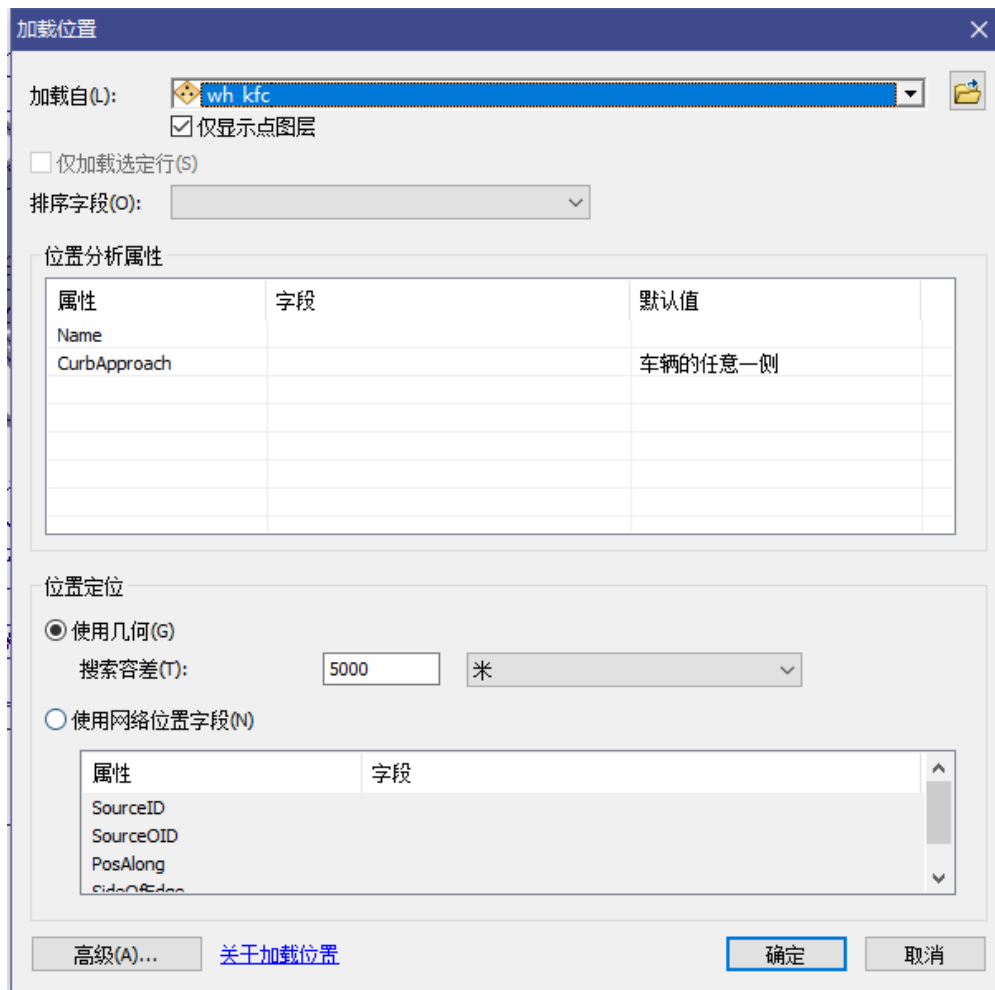 加载位置
加载自(L):
wh kfc
仅显示点图层
仅加载选定行(S)
排序字段(O):
位置分析属性
属性 字段 默认值
Name
CurbApproach 车辆的任意一侧
位置定位
使用几何(G)
搜索容差(T): 5000 米
使用网络位置字段(N)
属性 字段
SourceID
SourceOID
PosAlong
SideOfEdge
高级(A)... 关于加载位置 确定 取消